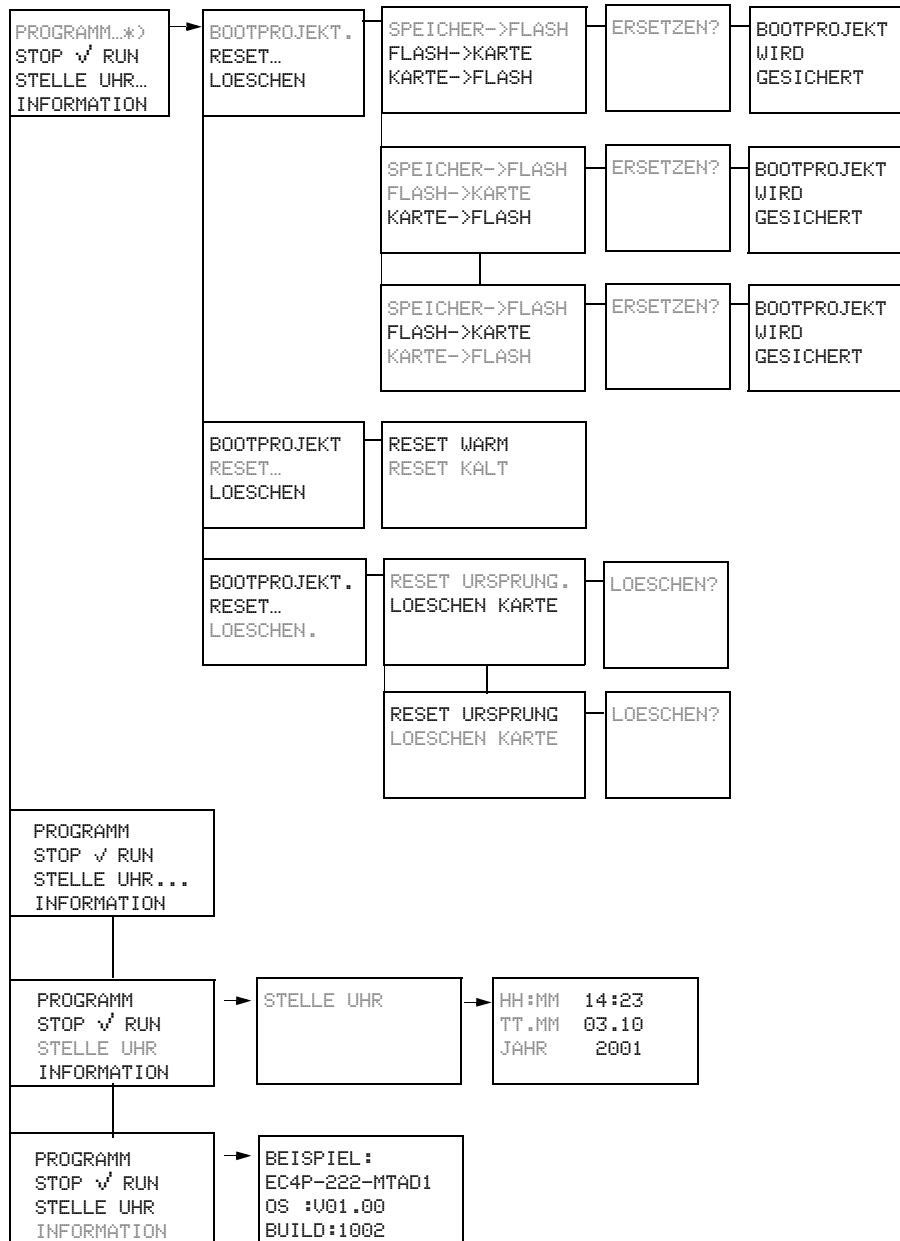 PROGRAMM…*)
STOP √ RUN
STELLE UHR…
INFORMATION
BOOTPROJEKT.
RESET…
LOESCHEN
SPEICHER->FLASH
FLASH->KARTE
KARTE->FLASH
ERSETZEN?
BOOTPROJEKT
WIRD
GESICHERT
SPEICHER->FLASH
FLASH->KARTE
KARTE->FLASH
ERSETZEN?
BOOTPROJEKT
WIRD
GESICHERT
SPEICHER->FLASH
FLASH->KARTE
KARTE->FLASH
ERSETZEN?
BOOTPROJEKT
WIRD
GESICHERT
BOOTPROJEKT
RESET…
LOESCHEN
RESET WARM
RESET KALT
BOOTPROJEKT.
RESET…
LOESCHEN.
RESET URSPRUNG.
LOESCHEN KARTE
LOESCHEN?
RESET URSPRUNG
LOESCHEN KARTE
LOESCHEN?
PROGRAMM
STOP √ RUN
STELLE UHR...
INFORMATION
PROGRAMM
STOP √ RUN
STELLE UHR
INFORMATION
STELLE UHR
HH:MM 14:23
TT.MM 03.10
JAHR 2001
PROGRAMM
STOP √ RUN
STELLE UHR
INFORMATION
BEISPIEL:
EC4P-222-MTAD1
OS :V01.00
BUILD:1002